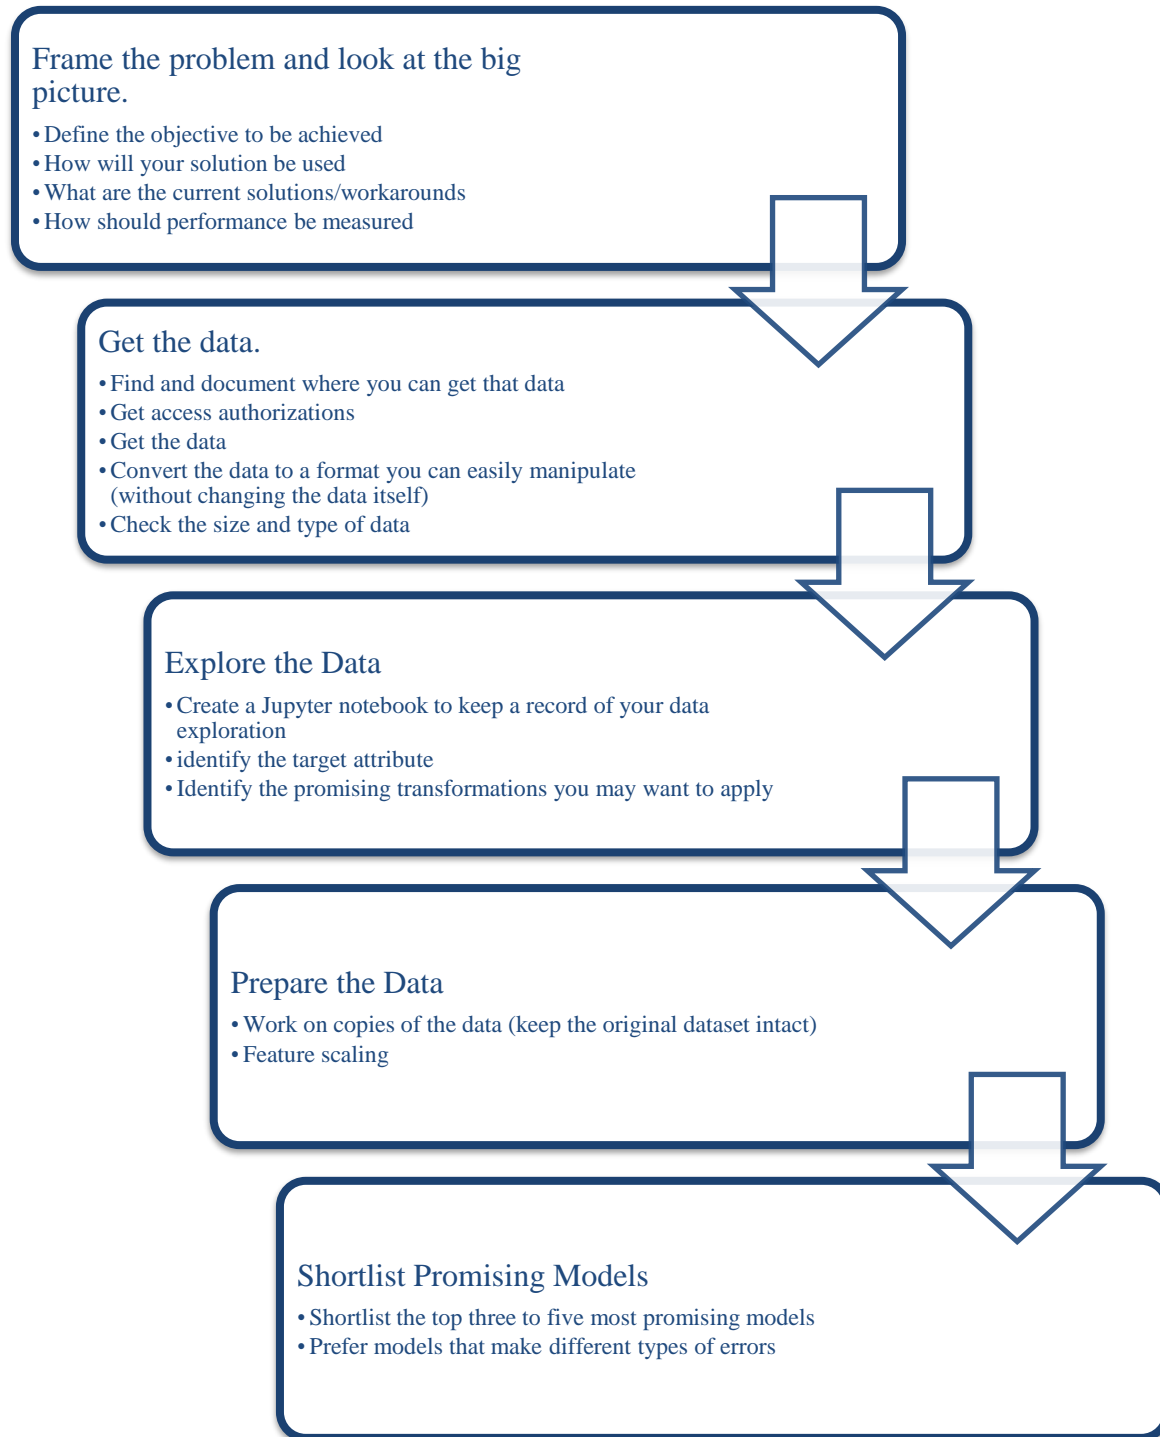 Frame the problem and look at the big
picture.
• Define the objective to be achieved
• How will your solution be used
• What are the current solutions/workarounds
• How should performance be measured
Get the data.
• Find and document where you can get that data
• Get access authorizations
• Get the data
• Convert the data to a format you can easily manipulate
(without changing the data itself)
• Check the size and type of data
Explore the Data
• Create a Jupyter notebook to keep a record of your data
exploration
• identify the target attribute
• Identify the promising transformations you may want to apply
Prepare the Data
• Work on copies of the data (keep the original dataset intact)
• Feature scaling
Shortlist Promising Models
• Shortlist the top three to five most promising models
• Prefer models that make different types of errors